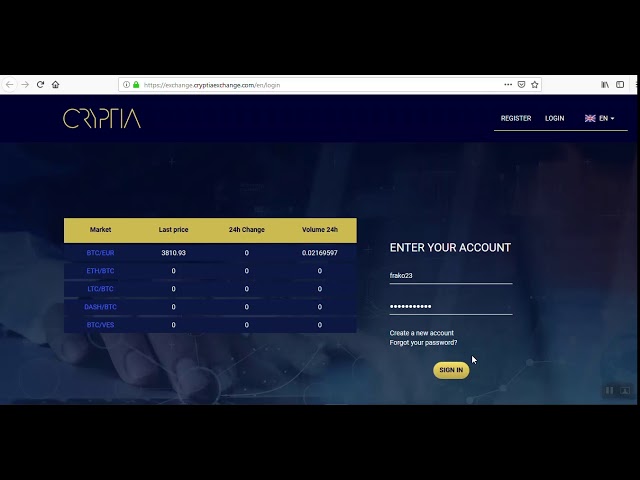 https://exchange.cryptiaexchange.com/en/login
CRYPTIA
REGISTER LOGIN EN
Market Last price 24h Change Volume 24h
BTC/EUR 3810.93 0 0.02169597
ETH/BTC 0 0 0
LTC/BTC 0 0 0
DASH/BTC 0 0 0
BTC/VES 0 0 0
ENTER YOUR ACCOUNT
frako23
•••••••••••
Create a new account
Forgot your password?
SIGN IN